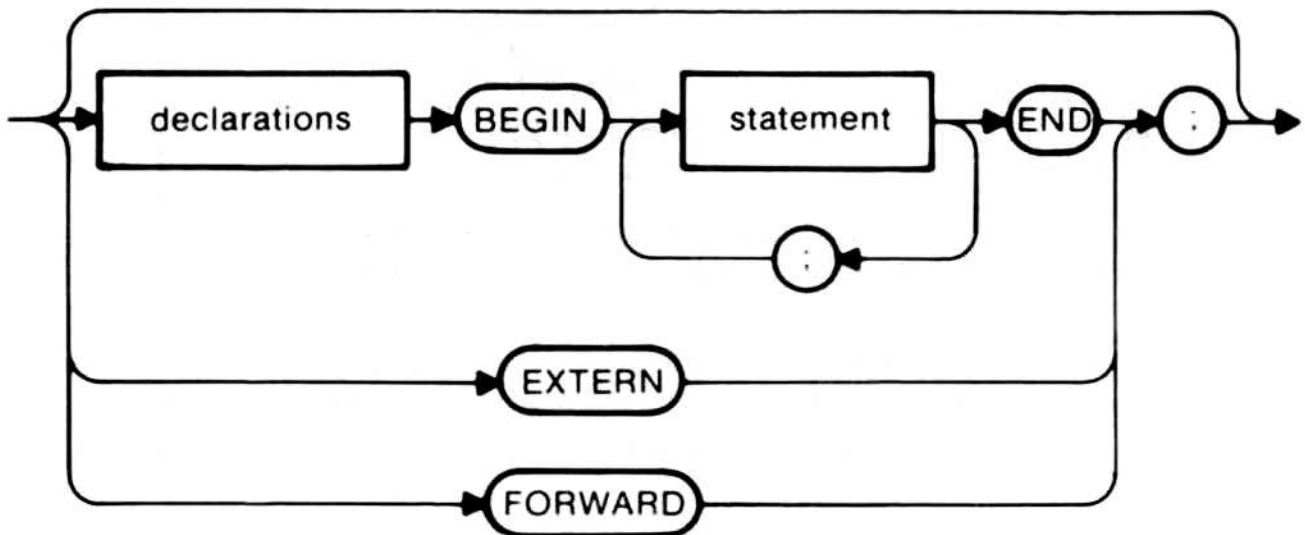 declarations BEGIN statement END ;
;
EXTERN
FORWARD